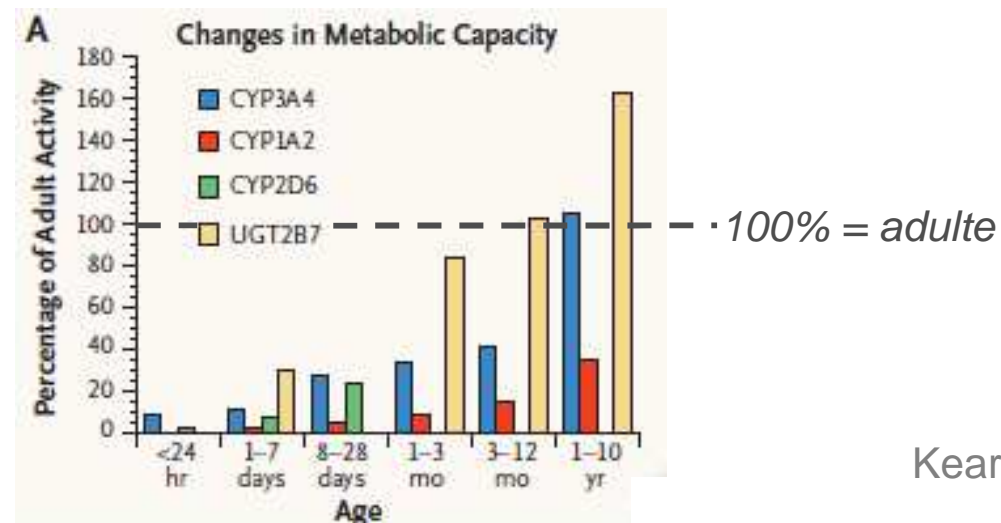 A
Changes in Metabolic Capacity
180
160
140
120
100
80
60
40
20
0
Percentage of Adult Activity
CYP3A4
CYP1A2
CYP2D6
UGT2B7
100% = adulte
<24 hr
1–7 days
8–28 days
1–3 mo
3–12 mo
1–10 yr
Age
Kear